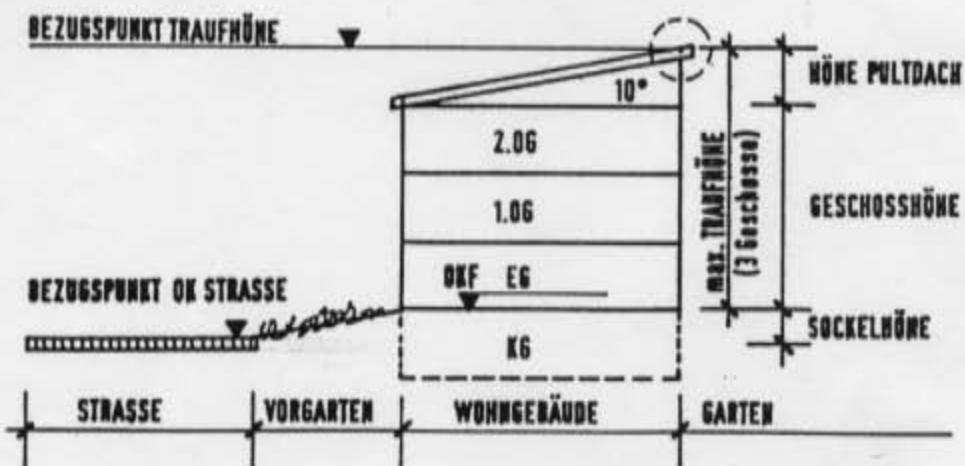 BEZUGSPUNKT TRAUFHÖHE
HÖHE PULTDACH
10°
2.OG
max. TRAUFHÖHE
(3 Geschosse)
1.OG
GESCHOSSHÖHE
OKF EG
BEZUGSPUNKT OK STRASSE
SOCKELHÖHE
KG
STRASSE
VORGARTEN
WOHNGEBÄUDE
GARTEN